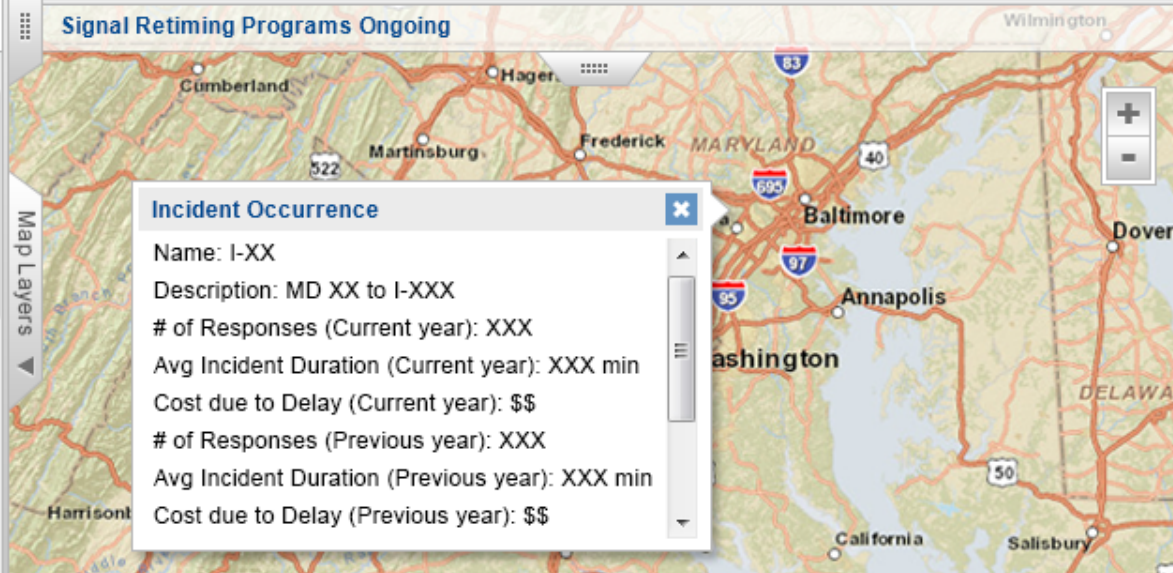 Signal Retiming Programs Ongoing
Wilmington
83
Cumberland
Hager
Frederick
MARYLAND
40
Martinsburg
522
695
Map Layers
Incident Occurrence
Baltimore
Dover
Name: I-XX
97
Description: MD XX to I-XXX
95
Annapolis
# of Responses (Current year): XXX
Avg Incident Duration (Current year): XXX min
ashington
Cost due to Delay (Current year): $$
DELAWA
# of Responses (Previous year): XXX
Avg Incident Duration (Previous year): XXX min
50
Harrisonb
Cost due to Delay (Previous year): $$
California
Salisbury